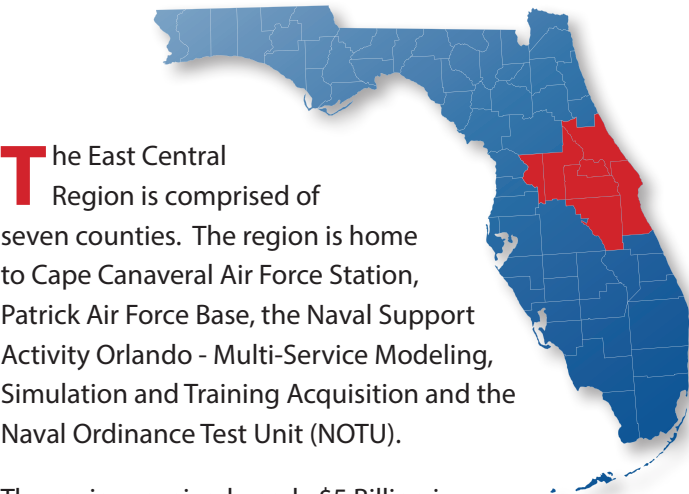 The East Central
Region is comprised of
seven counties. The region is home
to Cape Canaveral Air Force Station,
Patrick Air Force Base, the Naval Support
Activity Orlando - Multi-Service Modeling,
Simulation and Training Acquisition and the
Naval Ordinance Test Unit (NOTU).
$5 Billion